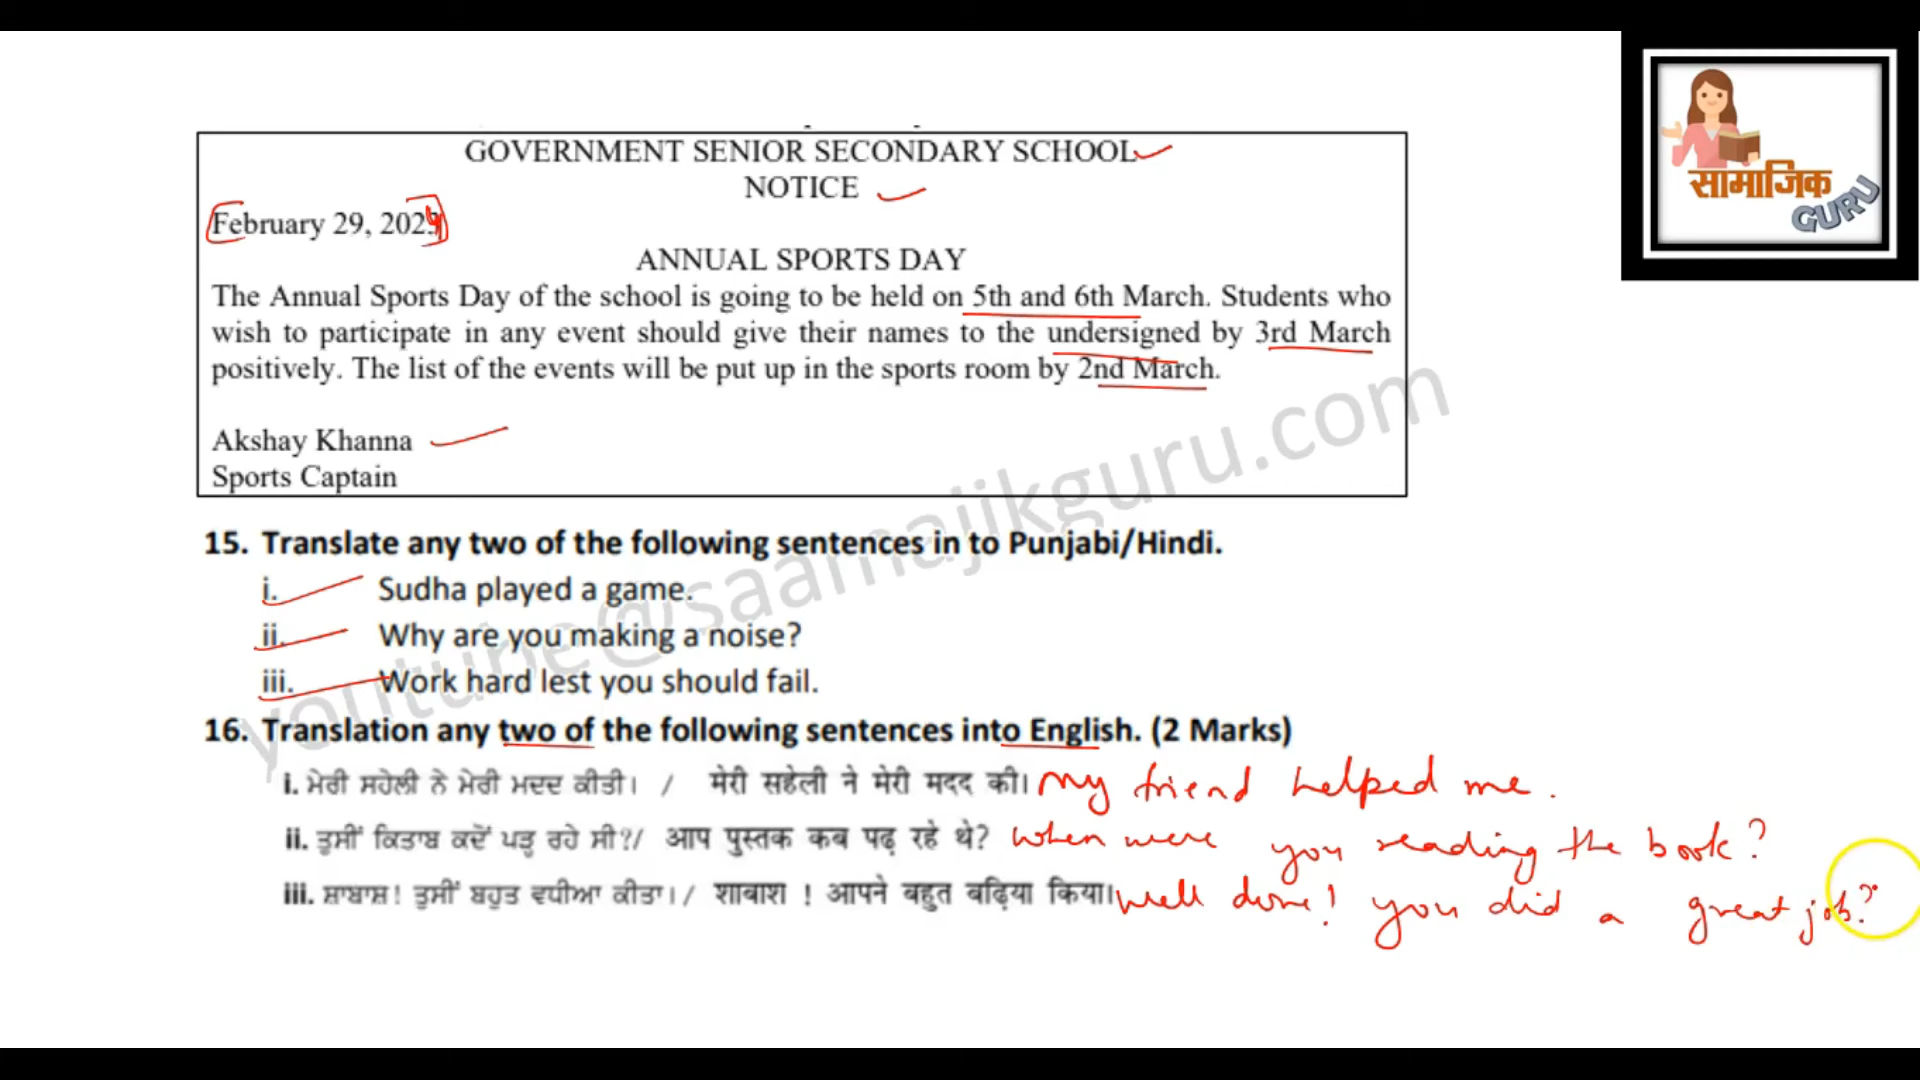 सामाजिक
GURU
GOVERNMENT SENIOR SECONDARY SCHOOL
NOTICE
February 29, 2024
ANNUAL SPORTS DAY
The Annual Sports Day of the school is going to be held on 5th and 6th March. Students who
wish to participate in any event should give their names to the undersigned by 3rd March
positively. The list of the events will be put up in the sports room by 2nd March.
Akshay Khanna
Sports Captain
youtube@saamajikguru.com
15. Translate any two of the following sentences in to Punjabi/Hindi.
i. Sudha played a game.
ii. Why are you making a noise?
iii. Work hard lest you should fail.
16. Translation any two of the following sentences into English. (2 Marks)
i. ਮੇਰੀ ਸਹੇਲੀ ਨੇ ਮੇਰੀ ਮਦਦ ਕੀਤੀ। / मेरी सहेली ने मेरी मदद की। My friend helped me.
ii. ਤੁਸੀਂ ਕਿਤਾਬ ਕਦੋਂ ਪੜ੍ਹ ਰਹੇ ਸੀ?/ आप पुस्तक कब पढ़ रहे थे? when were you reading the book?
iii. ਸ਼ਾਬਾਸ਼! ਤੁਸੀਂ ਬਹੁਤ ਵਧੀਆ ਕੀਤਾ।/ शाबाश ! आपने बहुत बढ़िया किया। well done! you did a great job?